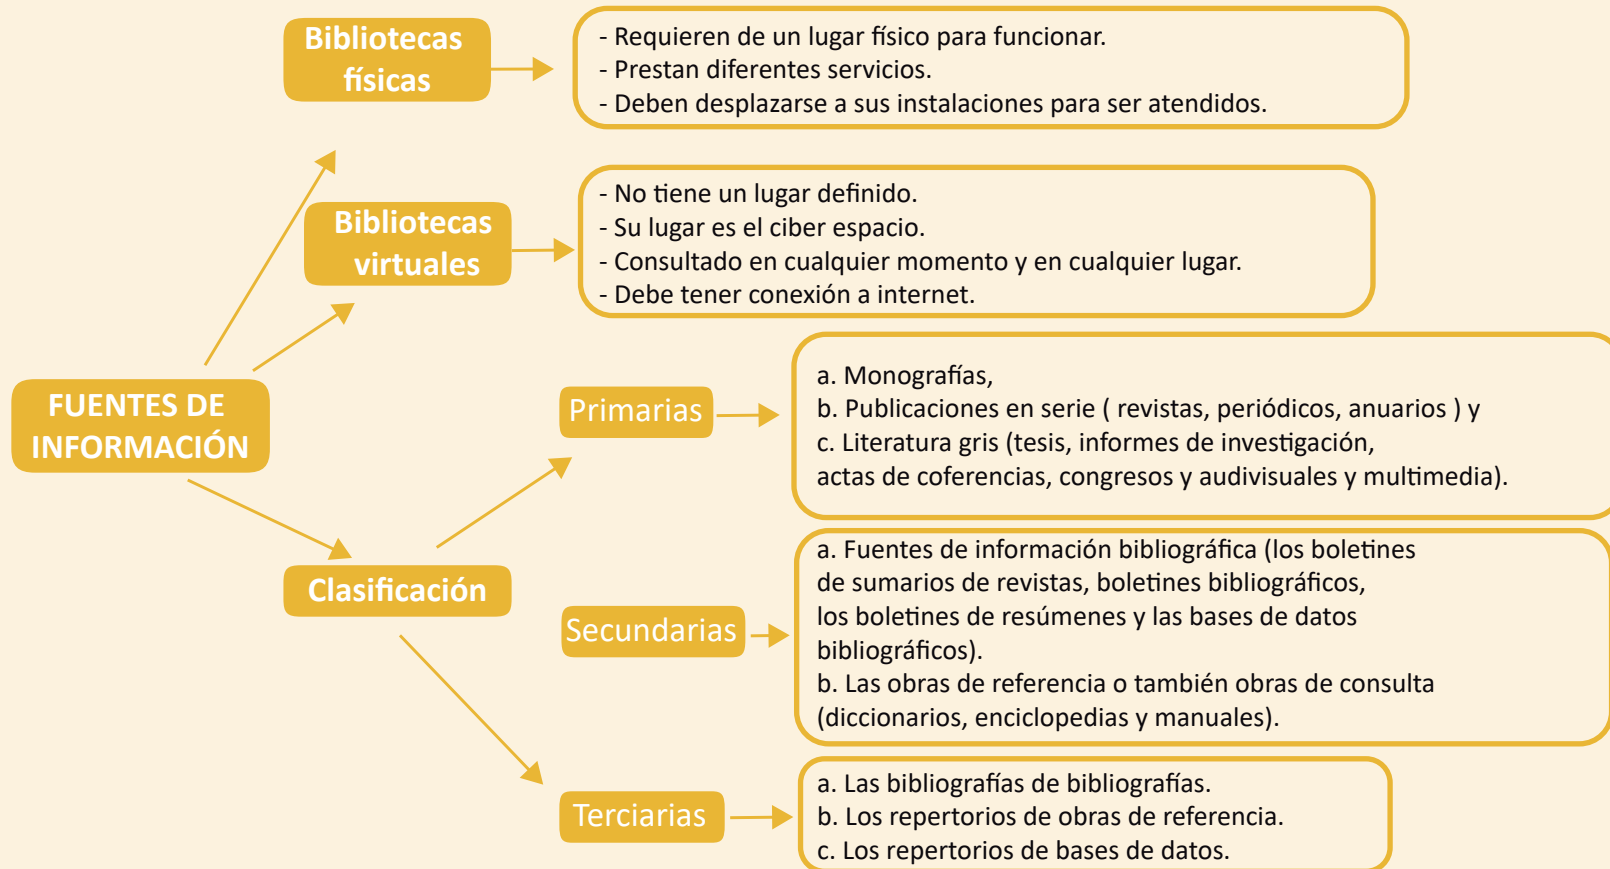 Bibliotecas
físicas
- Requieren de un lugar físico para funcionar.
- Prestan diferentes servicios.
- Deben desplazarse a sus instalaciones para ser atendidos.
Bibliotecas
virtuales
- No tiene un lugar definido.
- Su lugar es el ciber espacio.
- Consultado en cualquier momento y en cualquier lugar.
- Debe tener conexión a internet.
FUENTES DE
INFORMACIÓN
Primarias
a. Monografías,
b. Publicaciones en serie ( revistas, periódicos, anuarios ) y
c. Literatura gris (tesis, informes de investigación,
actas de coferencias, congresos y audivisuales y multimedia).
Clasificación
Secundarias
a. Fuentes de información bibliográfica (los boletines
de sumarios de revistas, boletines bibliográficos,
los boletines de resúmenes y las bases de datos
bibliográficos).
b. Las obras de referencia o también obras de consulta
(diccionarios, enciclopedias y manuales).
Terciarias
a. Las bibliografías de bibliografías.
b. Los repertorios de obras de referencia.
c. Los repertorios de bases de datos.